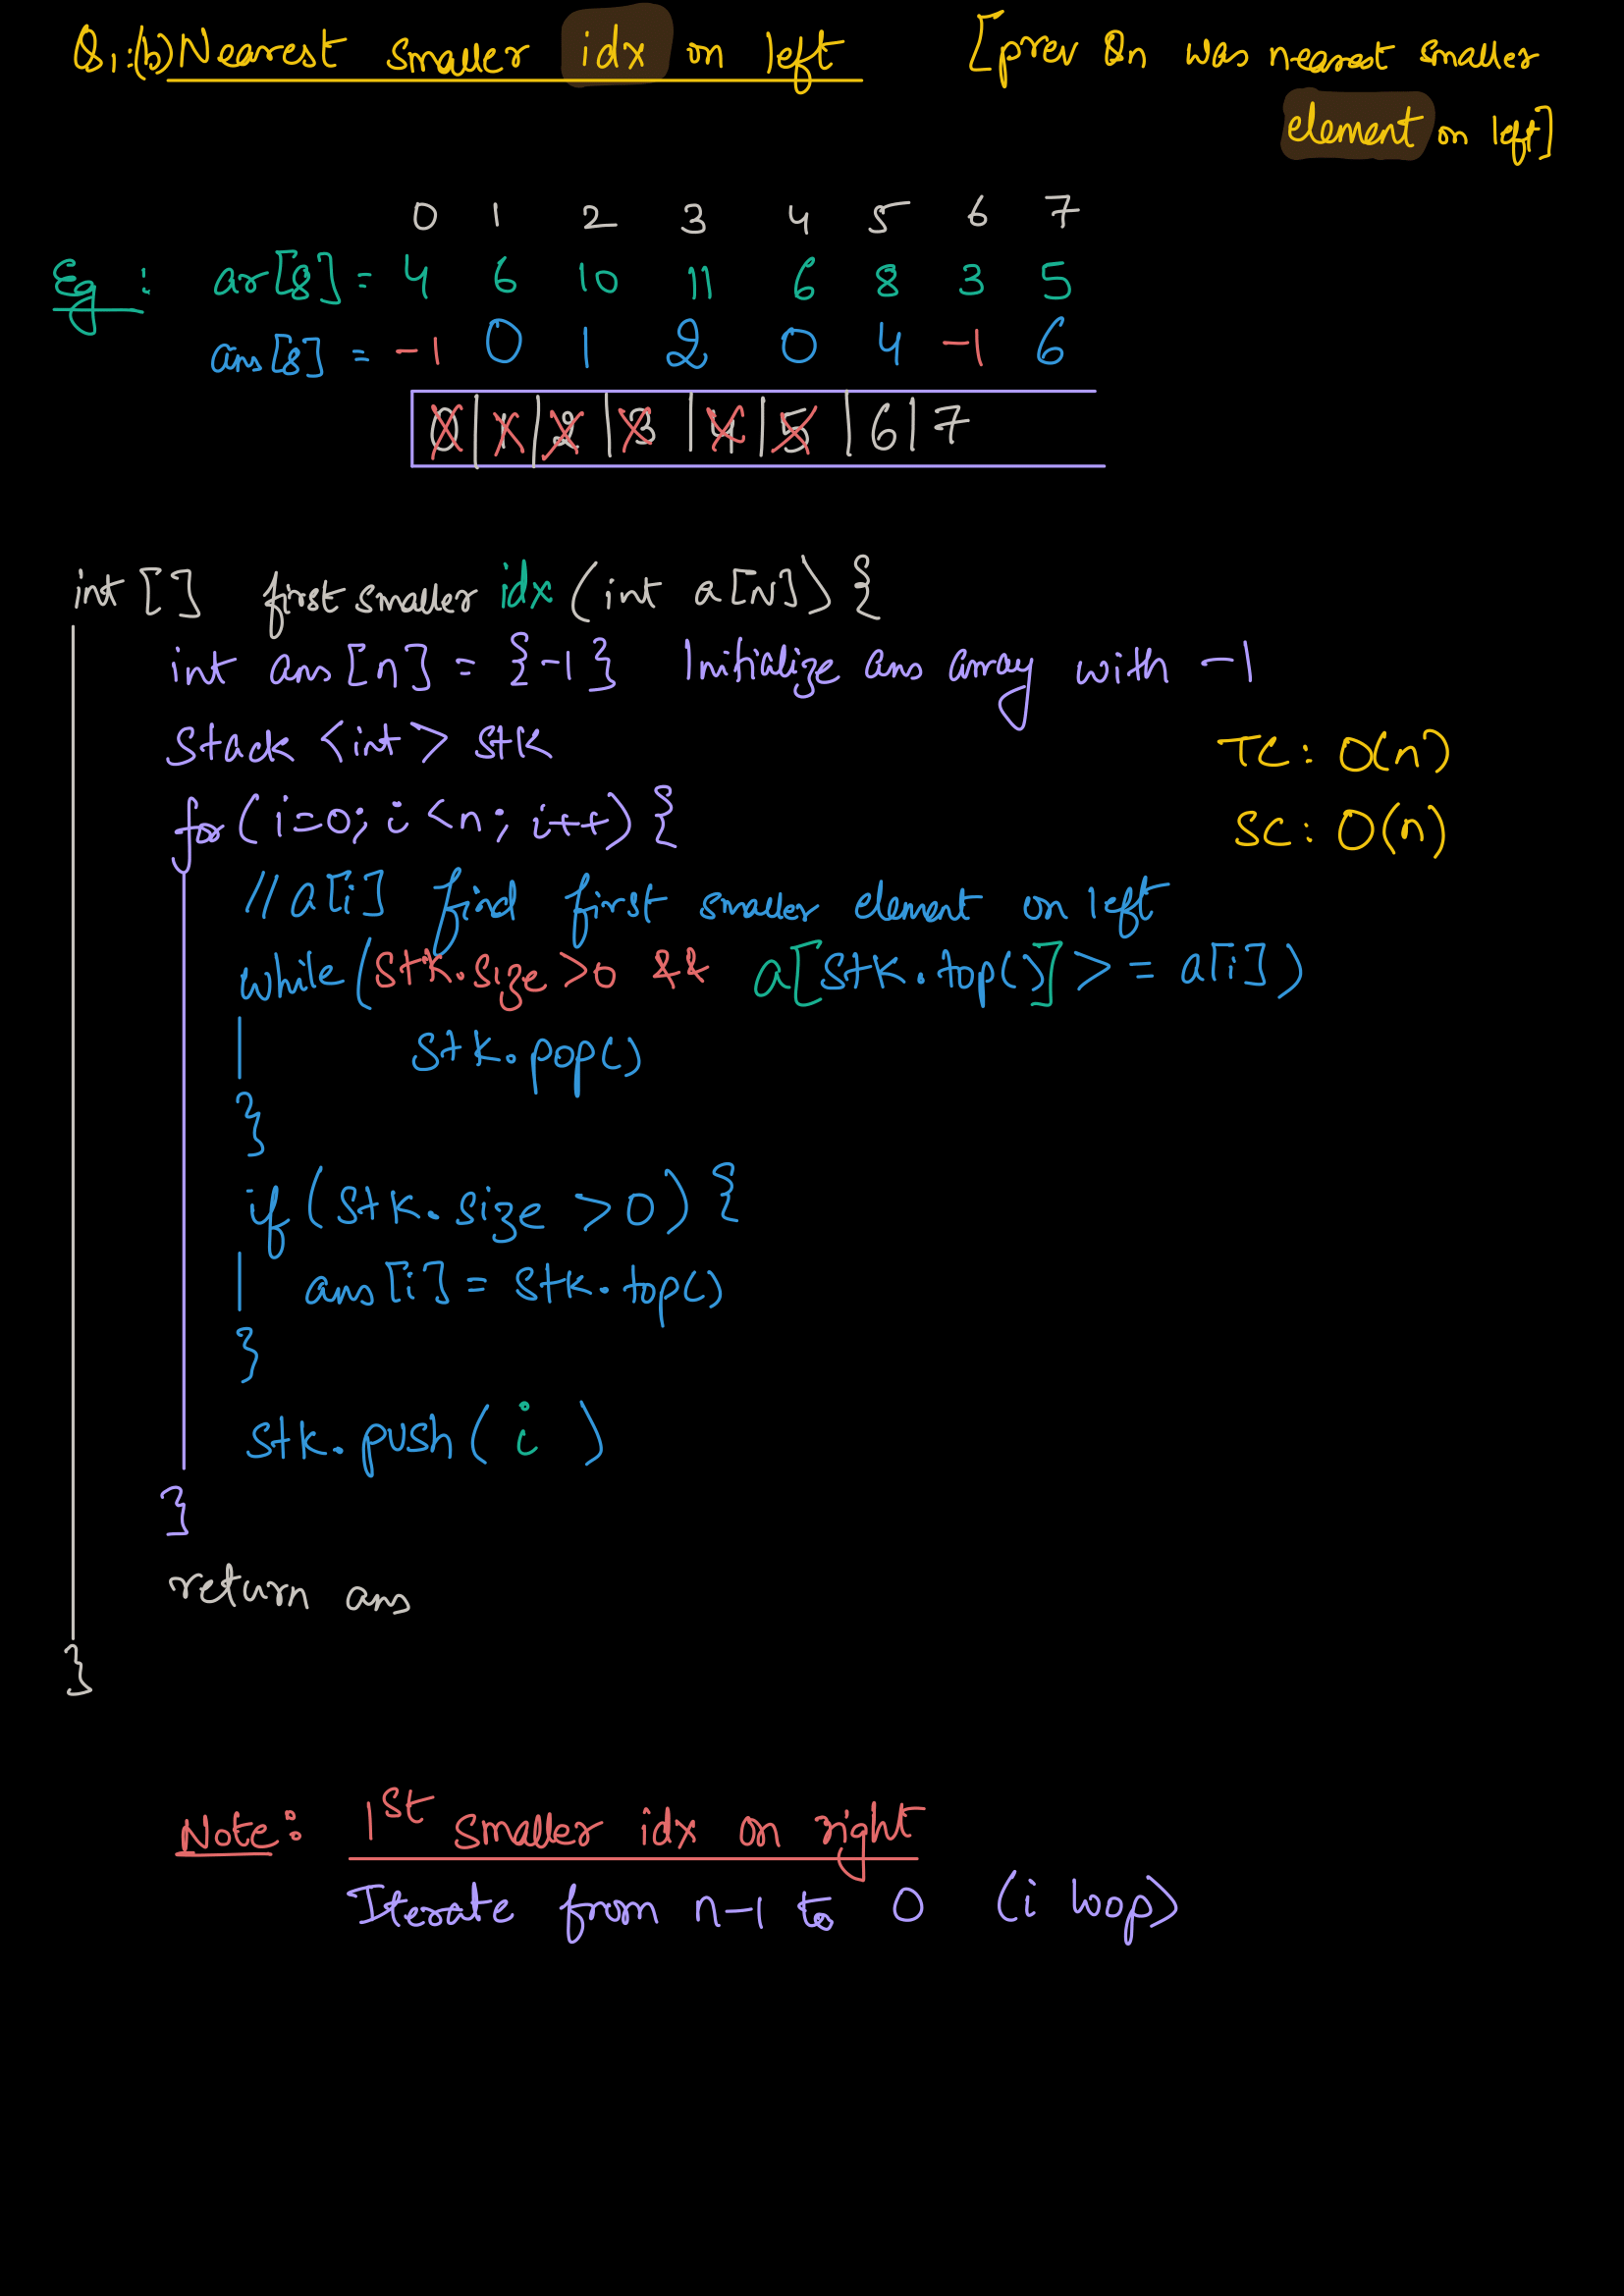 Q1:(b) Nearest smaller idx on left [prev Qn was nearest smaller
element on left]
0 1 2 3 4 5 6 7
Eg : ar[8] = 4 6 10 11 6 8 3 5
ans[8] = -1 0 1 2 0 4 -1 6
0 | 1 | 2 | 3 | 4 | 5 | 6 | 7
int [] first smaller idx (int a[N]) {
int ans[n] = {-1} Initialize ans array with -1
Stack <int> stk
TC: O(n)
for (i=0; i<n; i++) {
SC: O(n)
// a[i] find first smaller element on left
while (stk.size >0 && a[stk.top()] >= a[i])
stk.pop()
}
if (stk.size >0) {
ans[i] = stk.top()
}
stk.push( i )
}
return ans
}
Note: 1st smaller idx on right
Iterate from n-1 to 0 (i loop)